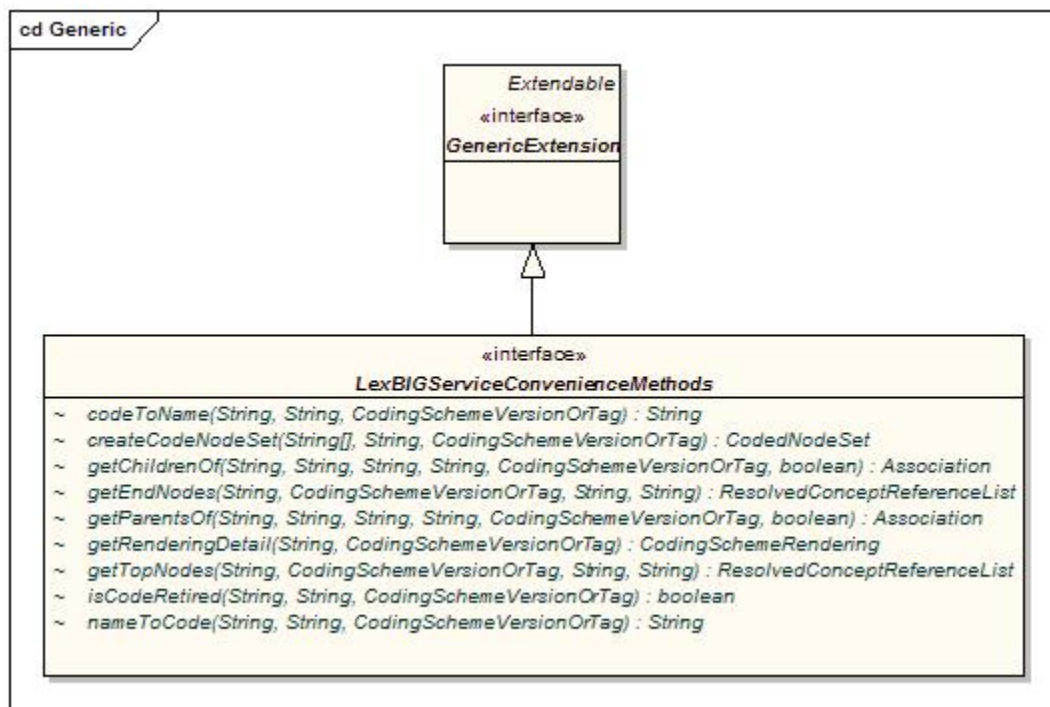 cd Generic
Extendable
«interface»
GenericExtension
«interface»
LexBIGServiceConvenienceMethods
~ codeToName(String, String, CodingSchemeVersionOrTag) : String
~ createCodeNodeSet(String[], String, CodingSchemeVersionOrTag) : CodedNodeSet
~ getChildrenOf(String, String, String, String, CodingSchemeVersionOrTag, boolean) : Association
~ getEndNodes(String, CodingSchemeVersionOrTag, String, String) : ResolvedConceptReferenceList
~ getParentsOf(String, String, String, String, CodingSchemeVersionOrTag, boolean) : Association
~ getRenderingDetail(String, CodingSchemeVersionOrTag) : CodingSchemeRendering
~ getTopNodes(String, CodingSchemeVersionOrTag, String, String) : ResolvedConceptReferenceList
~ isCodeRetired(String, String, CodingSchemeVersionOrTag) : boolean
~ nameToCode(String, String, CodingSchemeVersionOrTag) : String